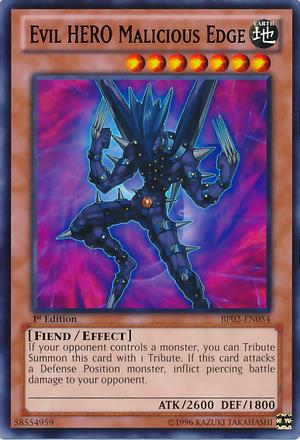 EVIL HERO MALICIOUS EDGE
EARTH
地
1st Edition
BP02-EN054
[FIEND / EFFECT]
If your opponent controls a monster, you can Tribute
Summon this card with 1 Tribute. If this card attacks
a Defense Position monster, inflict piercing battle
damage to your opponent.
ATK/2600 DEF/1800
58554959
©1996 KAZUKI TAKAHASHI